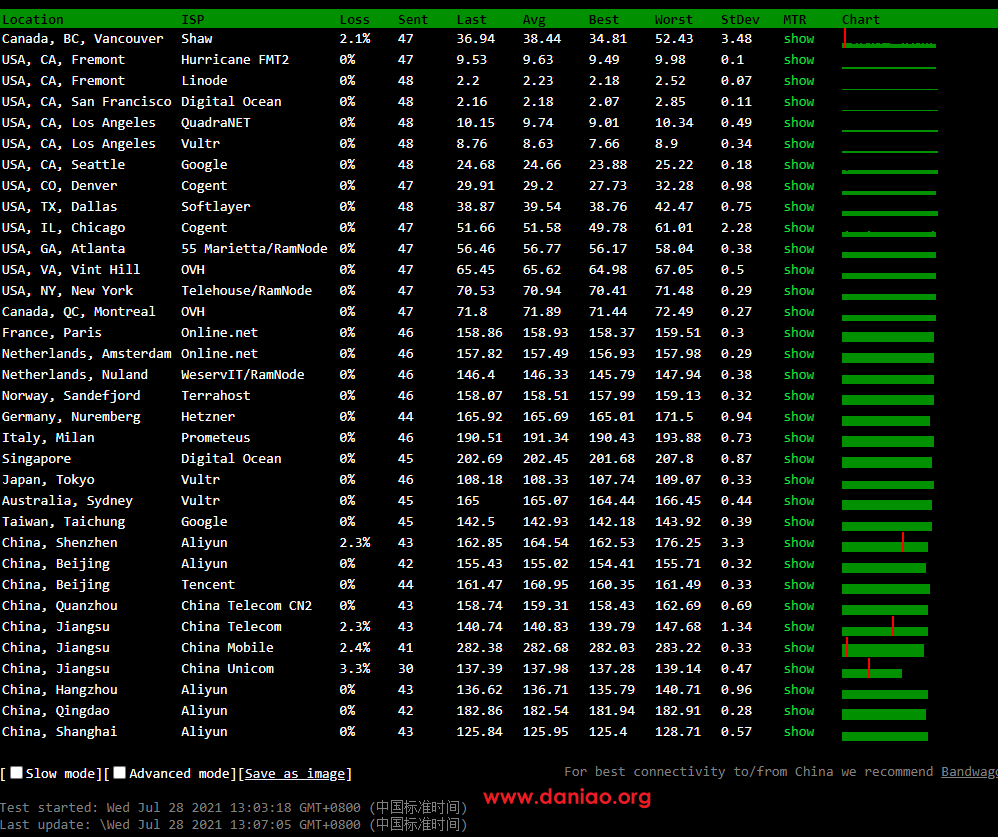 Location ISP Loss Sent Last Avg Best Worst StDev MTR Chart
Canada, BC, Vancouver Shaw 2.1% 47 36.94 38.44 34.81 52.43 3.48 show
USA, CA, Fremont Hurricane FMT2 0% 47 9.53 9.63 9.49 9.98 0.1 show
USA, CA, Fremont Linode 0% 48 2.2 2.23 2.18 2.52 0.07 show
USA, CA, San Francisco Digital Ocean 0% 48 2.16 2.18 2.07 2.85 0.11 show
USA, CA, Los Angeles QuadraNET 0% 48 10.15 9.74 9.01 10.34 0.49 show
USA, CA, Los Angeles Vultr 0% 48 8.76 8.63 7.66 8.9 0.34 show
USA, CA, Seattle Google 0% 48 24.68 24.66 23.88 25.22 0.18 show
USA, CO, Denver Cogent 0% 47 29.91 29.2 27.73 32.28 0.98 show
USA, TX, Dallas Softlayer 0% 48 38.87 39.54 38.76 42.47 0.75 show
USA, IL, Chicago Cogent 0% 47 51.66 51.58 49.78 61.01 2.28 show
USA, GA, Atlanta 55 Marietta/RamNode 0% 47 56.46 56.77 56.17 58.04 0.38 show
USA, VA, Vint Hill OVH 0% 47 65.45 65.62 64.98 67.05 0.5 show
USA, NY, New York Telehouse/RamNode 0% 47 70.53 70.94 70.41 71.48 0.29 show
Canada, QC, Montreal OVH 0% 47 71.8 71.89 71.44 72.49 0.27 show
France, Paris Online.net 0% 46 158.86 158.93 158.37 159.51 0.3 show
Netherlands, Amsterdam Online.net 0% 46 157.82 157.49 156.93 157.98 0.29 show
Netherlands, Nuland WeservIT/RamNode 0% 46 146.4 146.33 145.79 147.94 0.38 show
Norway, Sandefjord Terrahost 0% 46 158.07 158.51 157.99 159.13 0.32 show
Germany, Nuremberg Hetzner 0% 44 165.92 165.69 165.01 171.5 0.94 show
Italy, Milan Prometeus 0% 46 190.51 191.34 190.43 193.88 0.73 show
Singapore Digital Ocean 0% 45 202.69 202.45 201.68 207.8 0.87 show
Japan, Tokyo Vultr 0% 46 108.18 108.33 107.74 109.07 0.33 show
Australia, Sydney Vultr 0% 45 165 165.07 164.44 166.45 0.44 show
Taiwan, Taichung Google 0% 45 142.5 142.93 142.18 143.92 0.39 show
China, Shenzhen Aliyun 2.3% 43 162.85 164.54 162.53 176.25 3.3 show
China, Beijing Aliyun 0% 42 155.43 155.02 154.41 155.71 0.32 show
China, Beijing Tencent 0% 44 161.47 160.95 160.35 161.49 0.33 show
China, Quanzhou China Telecom CN2 0% 43 158.74 159.31 158.43 162.62 0.69 show
China, Jiangsu China Telecom 2.3% 43 140.74 140.83 139.79 147.68 1.34 show
China, Jiangsu China Mobile 2.4% 41 282.38 282.68 282.03 283.22 0.33 show
China, Jiangsu China Unicom 3.3% 30 137.39 137.98 137.28 139.14 0.47 show
China, Hangzhou Aliyun 0% 43 136.62 136.71 135.79 140.71 0.96 show
China, Qingdao Aliyun 0% 42 182.86 182.54 181.94 182.91 0.28 show
China, Shanghai Aliyun 0% 43 125.84 125.95 125.4 128.71 0.57 show
[ Slow mode][ Advanced mode][Save as image]
For best connectivity to/from China we recommend Bandwag
www.daniao.org
Test started: Wed Jul 28 2021 13:03:18 GMT+0800 (中国标准时间)
Last update: \Wed Jul 28 2021 13:07:05 GMT+0800 (中国标准时间)